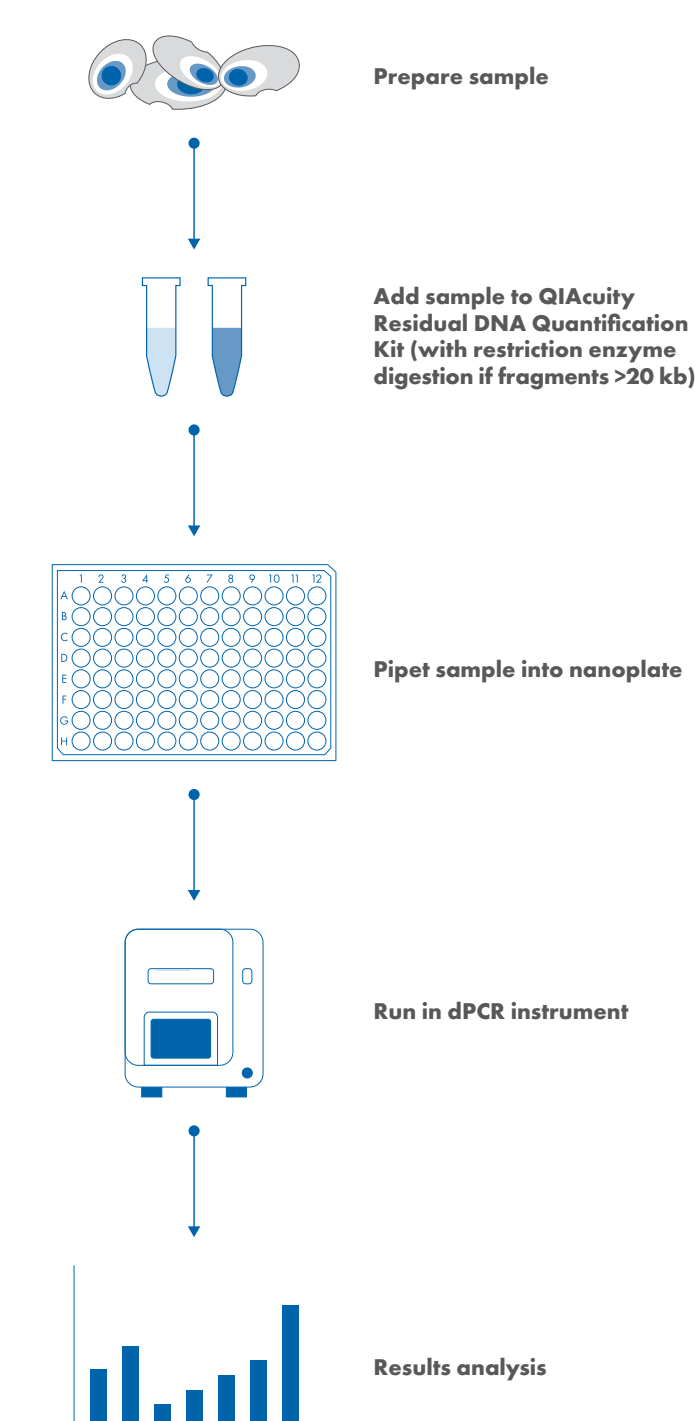 Prepare sample
Add sample to QIAcuity
Residual DNA Quantification
Kit (with restriction enzyme
digestion if fragments >20 kb)
1 2 3 4 5 6 7 8 9 10 11 12
A
B
C
D
E
F
G
H
Pipet sample into nanoplate
Run in dPCR instrument
Results analysis